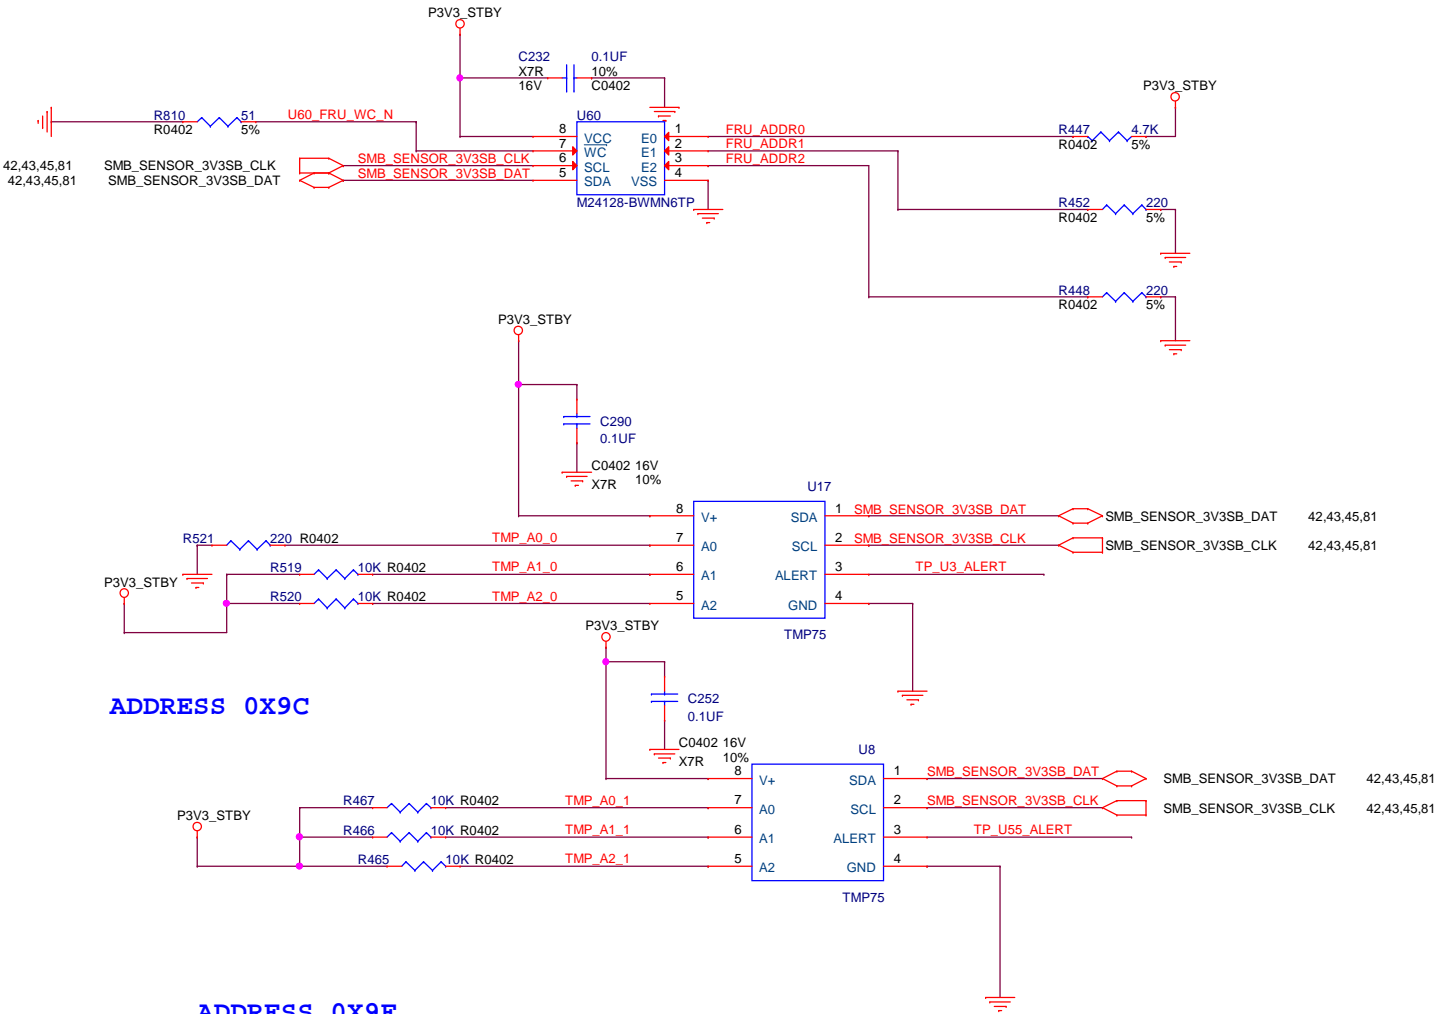 P3V3_STBY
C232 0.1UF
X7R 10%
16V C0402
P3V3_STBY
R810 51 U60_FRU_WC_N
R0402 5%
U60
8 VCC E0 1 FRU_ADDR0 R447 4.7K
R0402 5%
7 WC E1 2 FRU_ADDR1
42,43,45,81 SMB_SENSOR_3V3SB_CLK SMB_SENSOR_3V3SB_CLK 6 SCL E2 3 FRU_ADDR2
42,43,45,81 SMB_SENSOR_3V3SB_DAT SMB_SENSOR_3V3SB_DAT 5 SDA VSS 4
M24128-BWMN6TP
R452 220
R0402 5%
R448 220
R0402 5%
P3V3_STBY
C290
0.1UF
C0402 16V
X7R 10%
U17
8 V+ SDA 1 SMB_SENSOR_3V3SB_DAT SMB_SENSOR_3V3SB_DAT 42,43,45,81
R521 220 R0402 TMP_A0_0 7 A0 SCL 2 SMB_SENSOR_3V3SB_CLK SMB_SENSOR_3V3SB_CLK 42,43,45,81
R519 10K R0402 TMP_A1_0 6 A1 ALERT 3 TP_U3_ALERT
P3V3_STBY
R520 10K R0402 TMP_A2_0 5 A2 GND 4
TMP75
P3V3_STBY
ADDRESS 0X9C
C252
0.1UF
C0402 16V
X7R 10%
U8
8 V+ SDA 1 SMB_SENSOR_3V3SB_DAT SMB_SENSOR_3V3SB_DAT 42,43,45,81
R467 10K R0402 TMP_A0_1 7 A0 SCL 2 SMB_SENSOR_3V3SB_CLK SMB_SENSOR_3V3SB_CLK 42,43,45,81
P3V3_STBY
R466 10K R0402 TMP_A1_1 6 A1 ALERT 3 TP_U55_ALERT
R465 10K R0402 TMP_A2_1 5 A2 GND 4
TMP75
ADDRESS